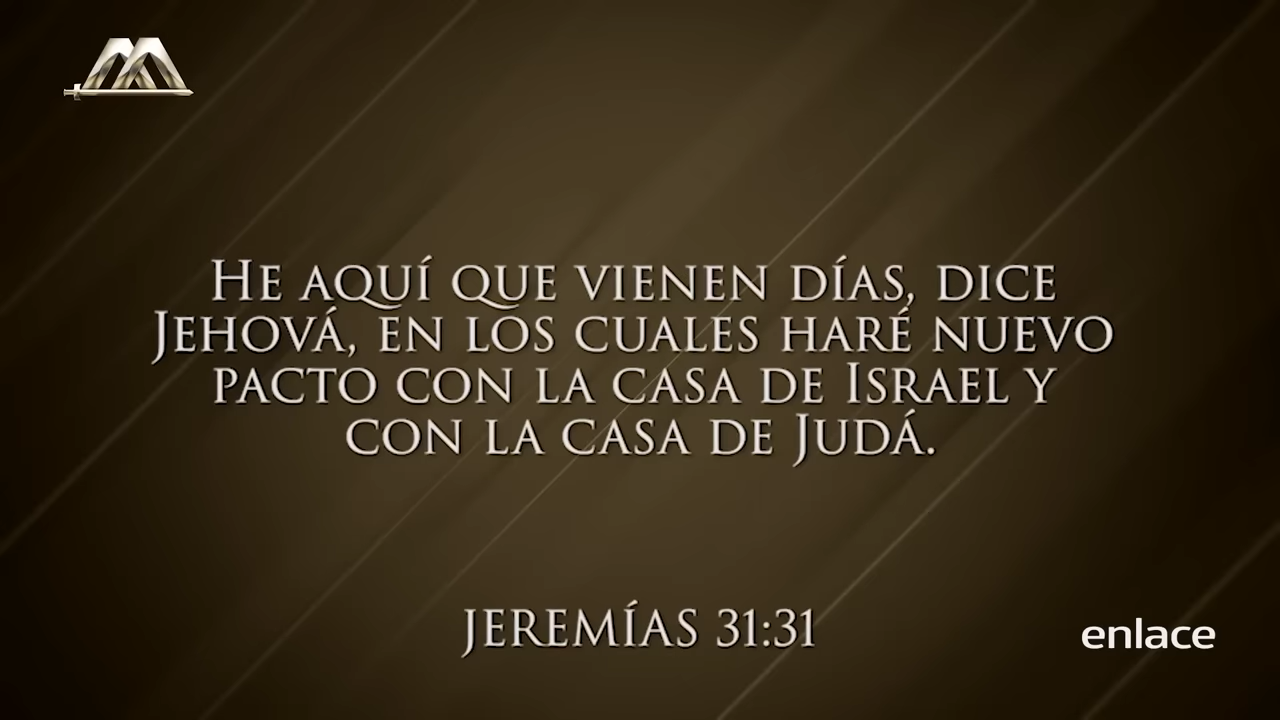 He aquí que vienen días, dice
Jehová, en los cuales haré nuevo
pacto con la casa de Israel y
con la casa de Judá.
JEREMÍAS 31:31
enlace